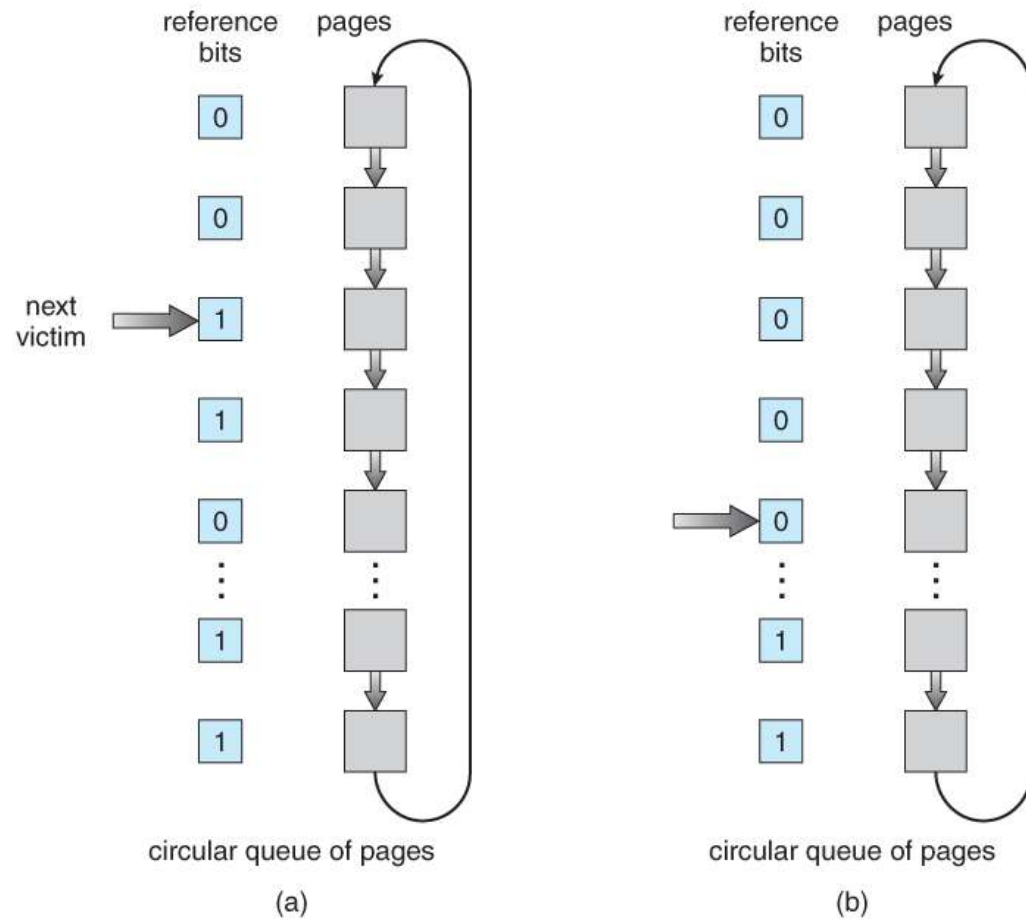 reference bits
pages
0
0
next victim
1
1
0
1
1
circular queue of pages
(a)
reference bits
pages
0
0
0
0
0
1
1
circular queue of pages
(b)